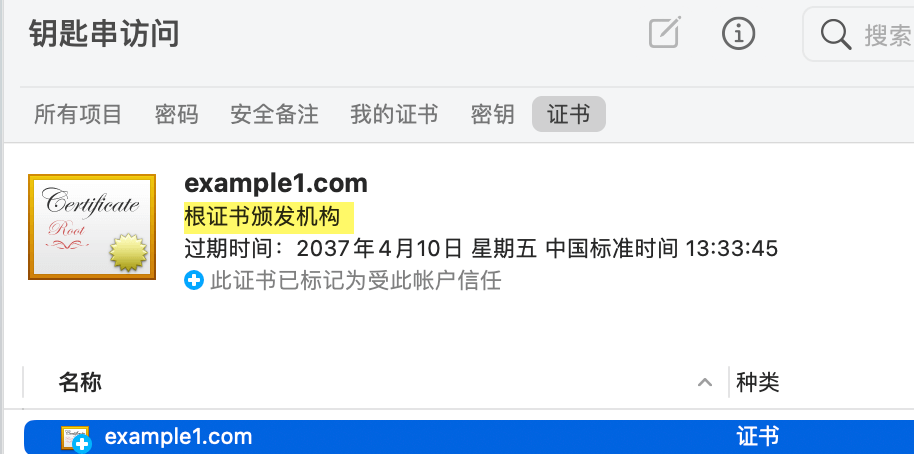 钥匙串访问
搜索
所有项目 密码 安全备注 我的证书 密钥 证书
Certificate
Root
example1.com
根证书颁发机构
过期时间：2037年4月10日 星期五 中国标准时间 13:33:45
此证书已标记为受此帐户信任
名称 种类
example1.com 证书